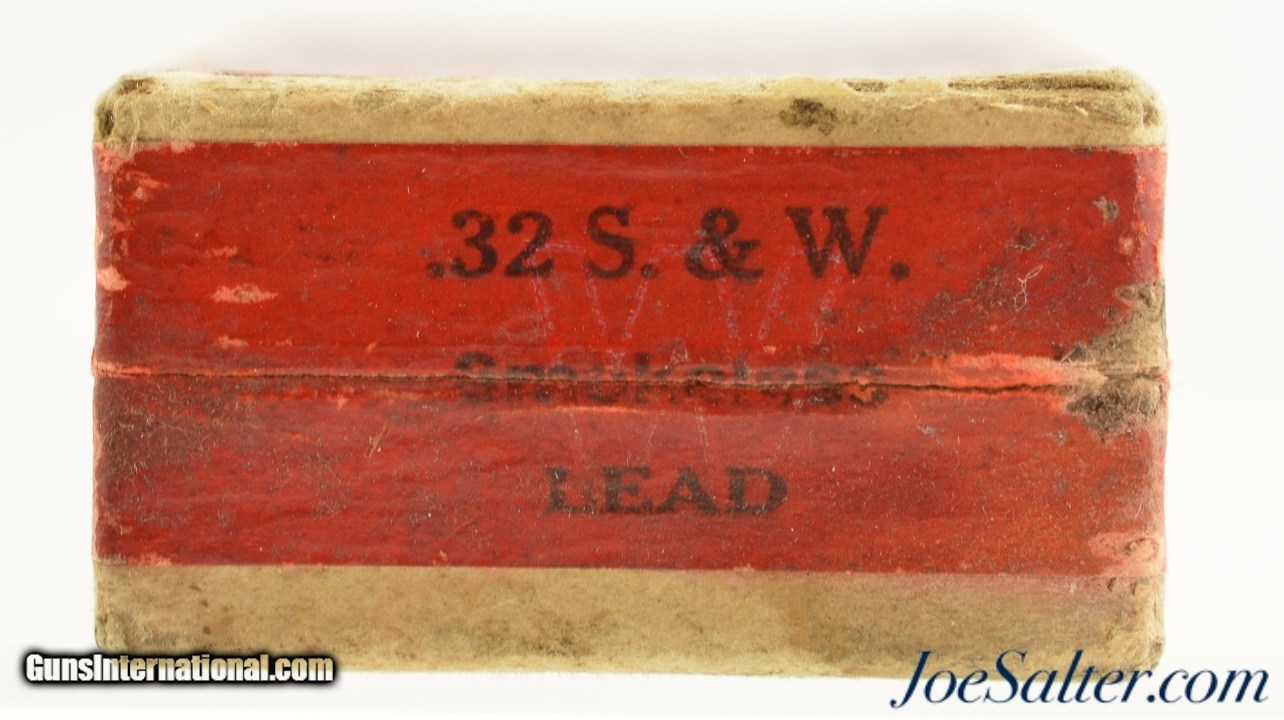 .32 S. & W.
Smokeless
LEAD
GunsInternational.com
JoeSalter.com